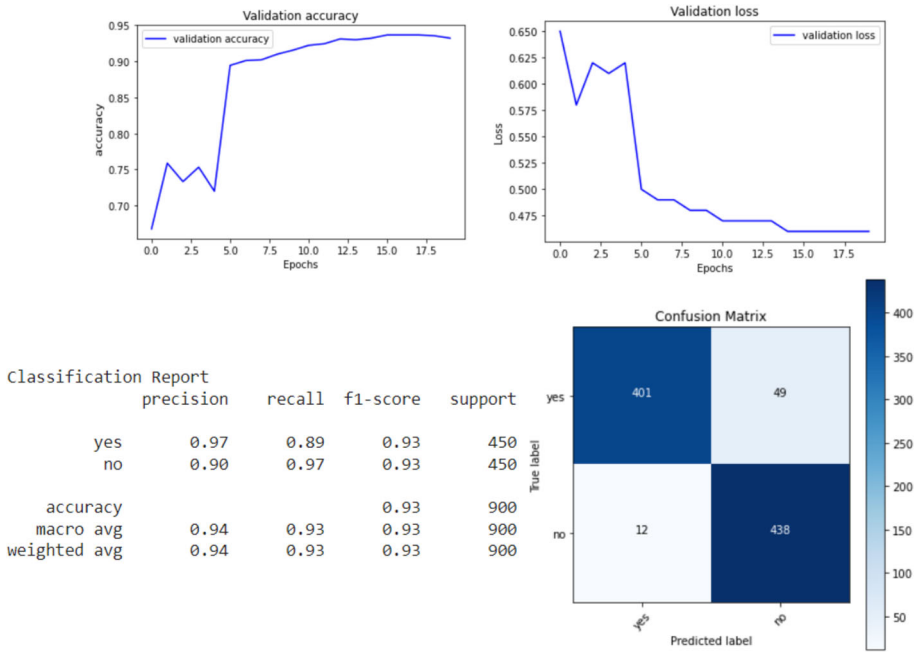 Validation accuracy
validation accuracy
0.95
0.90
0.85
0.80
0.75
0.70
accuracy
0.0 2.5 5.0 7.5 10.0 12.5 15.0 17.5
Epochs
Validation loss
validation loss
0.650
0.625
0.600
0.575
0.550
0.525
0.500
0.475
Loss
0.0 2.5 5.0 7.5 10.0 12.5 15.0 17.5
Epochs
Classification Report
precision recall f1-score support
yes 0.97 0.89 0.93 450
no 0.90 0.97 0.93 450
accuracy 0.93 900
macro avg 0.94 0.93 0.93 900
weighted avg 0.94 0.93 0.93 900
Confusion Matrix
True label
yes 401 49
no 12 438
yes no
Predicted label
400
350
300
250
200
150
100
50